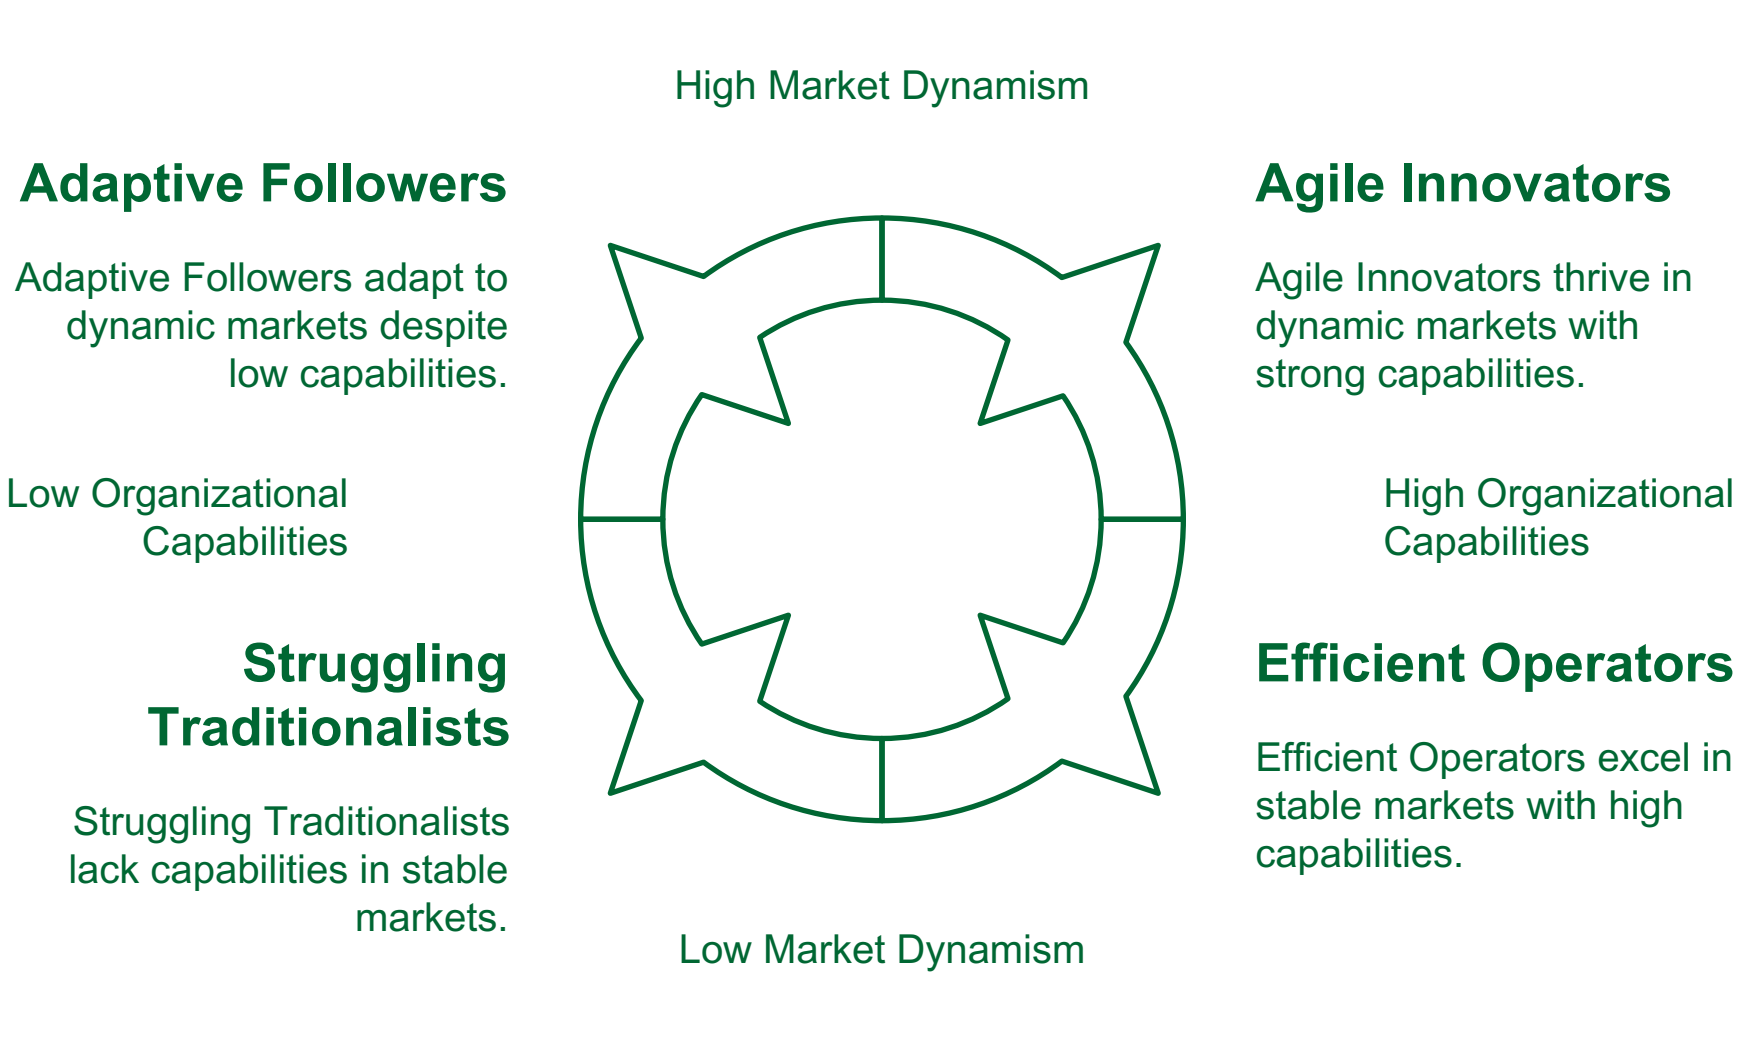 High Market Dynamism
Adaptive Followers
Adaptive Followers adapt to
dynamic markets despite
low capabilities.
Agile Innovators
Agile Innovators thrive in
dynamic markets with
strong capabilities.
Low Organizational
Capabilities
High Organizational
Capabilities
Struggling
Traditionalists
Struggling Traditionalists
lack capabilities in stable
markets.
Efficient Operators
Efficient Operators excel in
stable markets with high
capabilities.
Low Market Dynamism